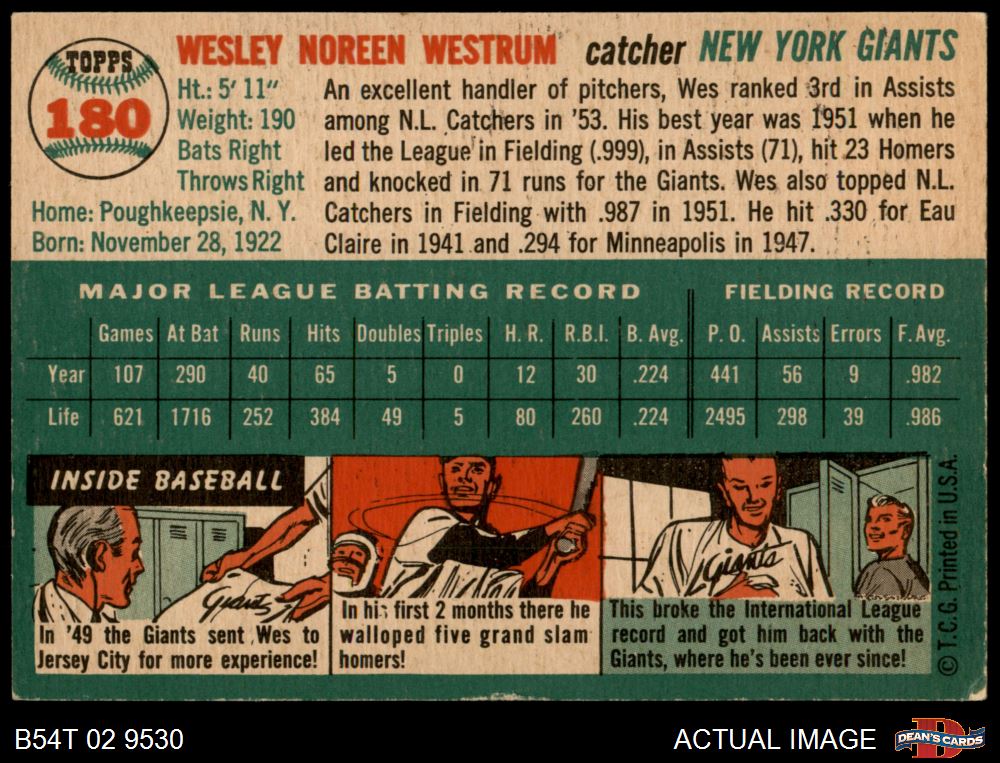 TOPPS
180
WESLEY NOREEN WESTRUM catcher NEW YORK GIANTS
Ht.: 5' 11"
Weight: 190
Bats Right
Throws Right
Home: Poughkeepsie, N. Y.
Born: November 28, 1922
An excellent handler of pitchers, Wes ranked 3rd in Assists
among N.L. Catchers in '53. His best year was 1951 when he
led the League in Fielding (.999), in Assists (71), hit 23 Homers
and knocked in 71 runs for the Giants. Wes also topped N.L.
Catchers in Fielding with .987 in 1951. He hit .330 for Eau
Claire in 1941 and .294 for Minneapolis in 1947.
MAJOR LEAGUE BATTING RECORD FIELDING RECORD
Games At Bat Runs Hits Doubles Triples H. R. R.B.I. B. Avg. P. O. Assists Errors F. Avg.
Year 107 290 40 65 5 0 12 30 .224 441 56 9 .982
Life 621 1716 252 384 49 5 80 260 .224 2495 298 39 .986
INSIDE BASEBALL
Giants
In '49 the Giants sent Wes to
Jersey City for more experience!
In his first 2 months there he
walloped five grand slam
homers!
Giants
This broke the International League
record and got him back with the
Giants, where he's been ever since!
© T.C.G. Printed in U.S.A.
B54T 02 9530
ACTUAL IMAGE
DEAN'S CARDS